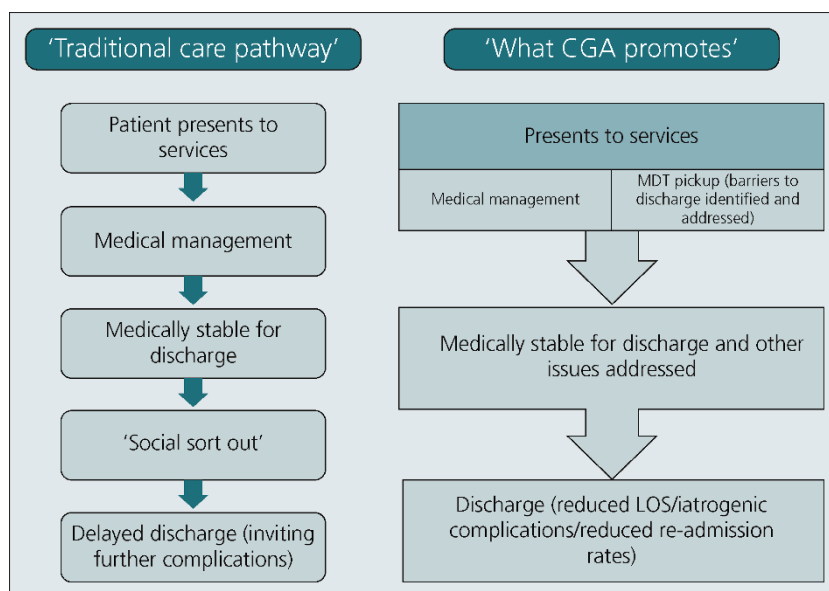 'Traditional care pathway'
Patient presents to
services
Medical management
Medically stable for
discharge
'Social sort out'
Delayed discharge (inviting
further complications)
'What CGA promotes'
Presents to services
Medical management
MDT pickup (barriers to
discharge identified and
addressed)
Medically stable for discharge and other
issues addressed
Discharge (reduced LOS/iatrogenic
complications/reduced re-admission
rates)